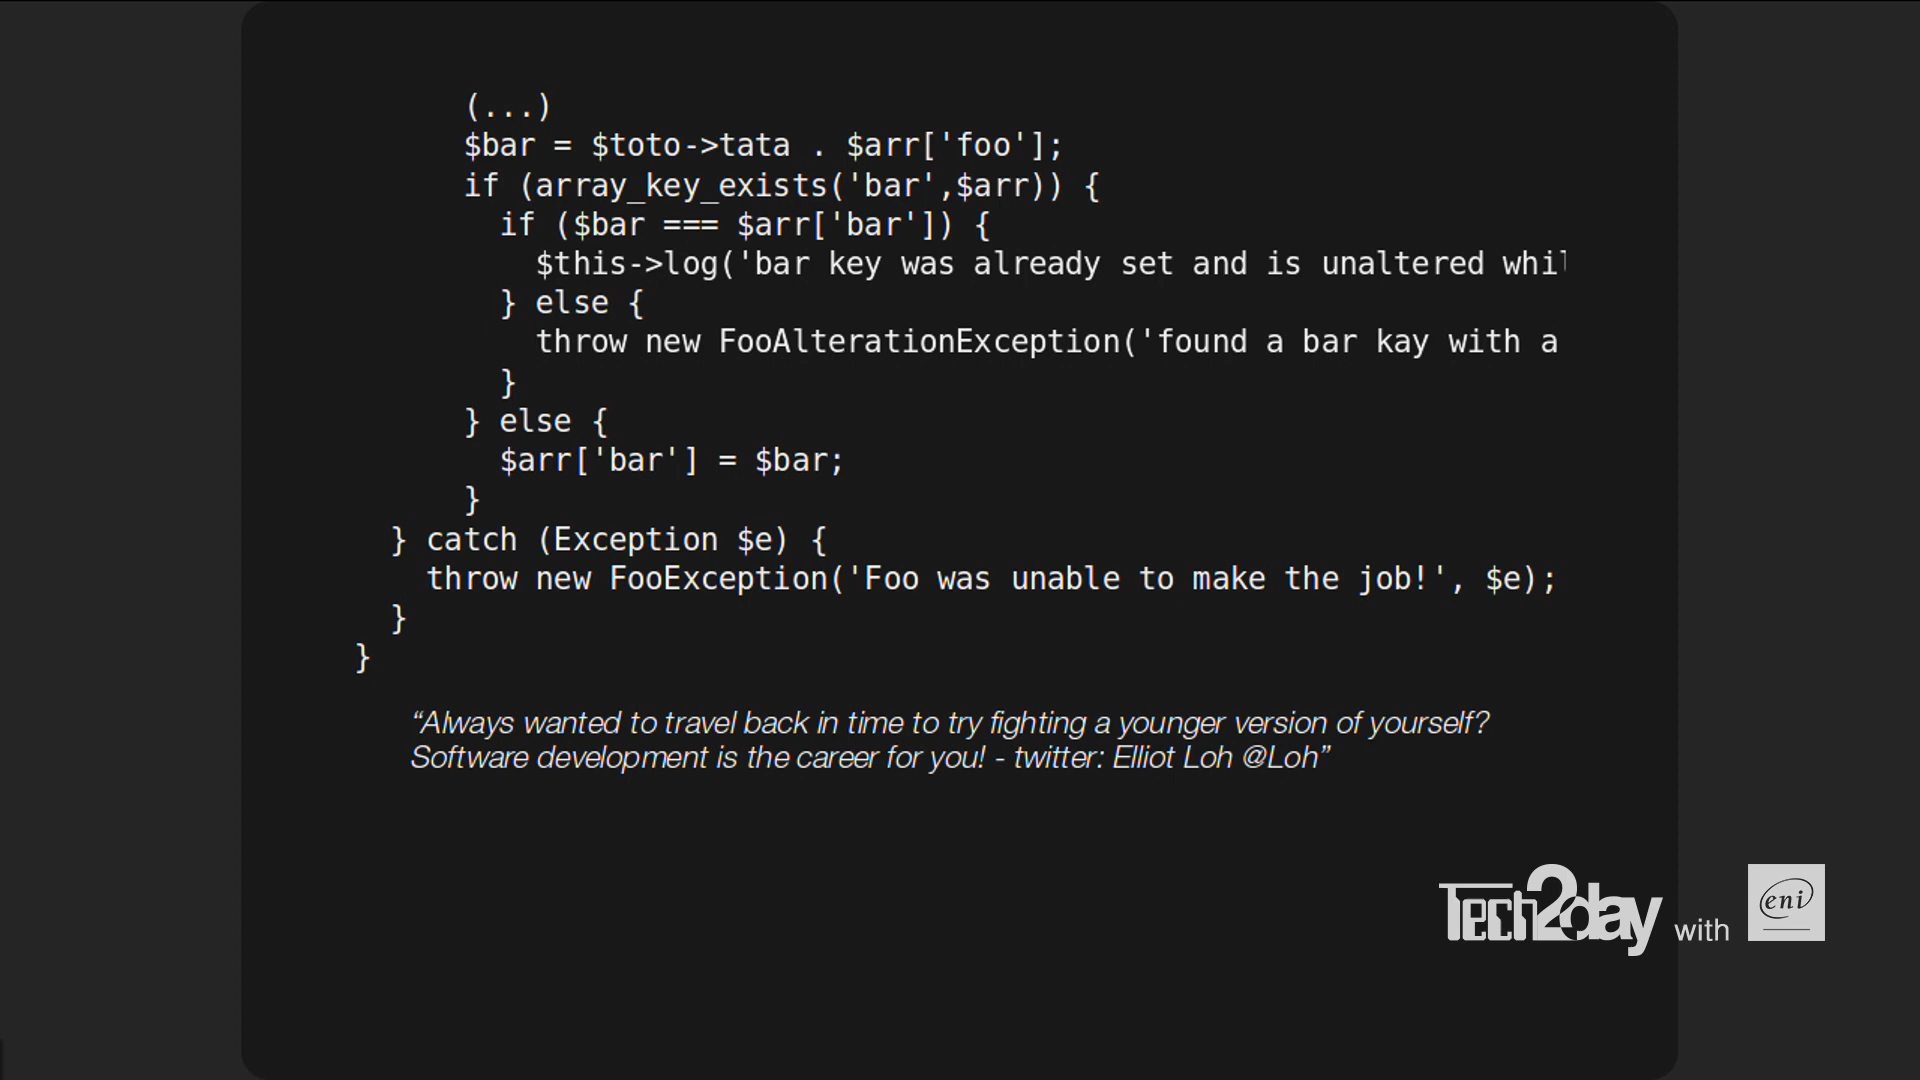 (...)
$bar = $toto->tata . $arr['foo'];
if (array_key_exists('bar',$arr)) {
if ($bar === $arr['bar']) {
$this->log('bar key was already set and is unaltered whil
} else {
throw new FooAlterationException('found a bar kay with a
}
} else {
$arr['bar'] = $bar;
}
} catch (Exception $e) {
throw new FooException('Foo was unable to make the job!', $e);
}
}
“Always wanted to travel back in time to try fighting a younger version of yourself?
Software development is the career for you! - twitter: Elliot Loh @Loh”
Tech2day with eni